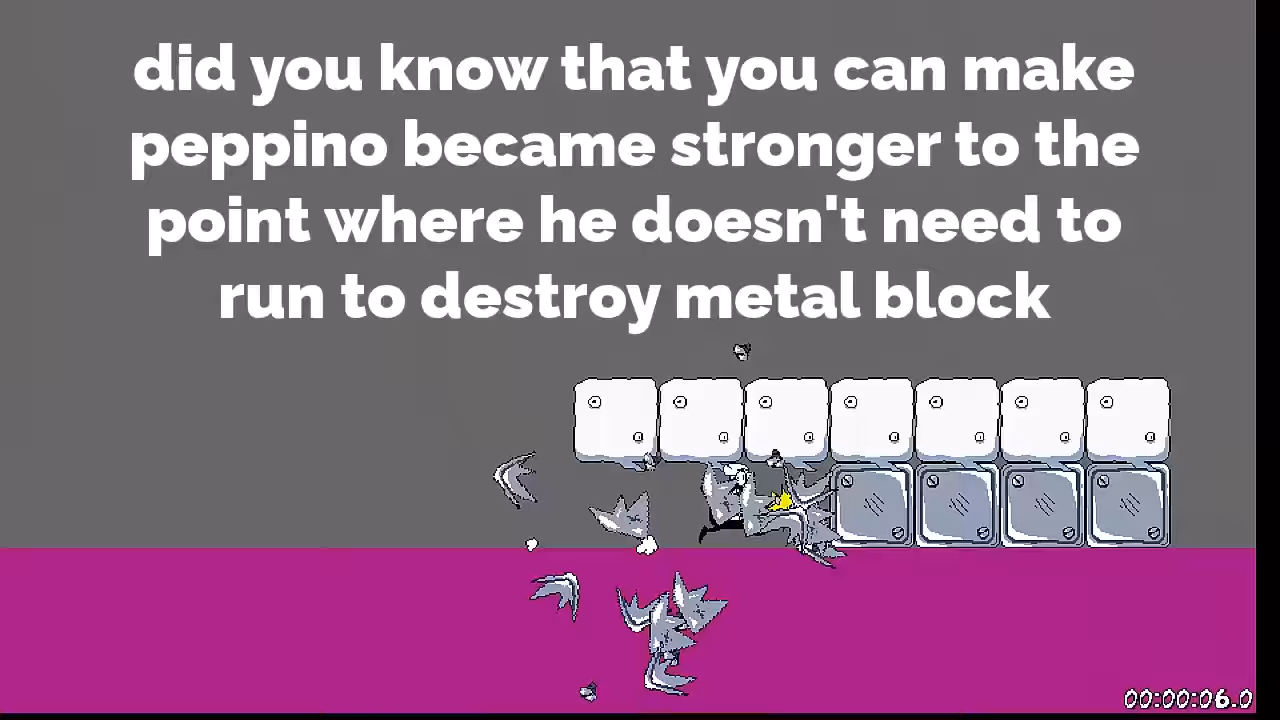 did you know that you can make
peppino became stronger to the
point where he doesn't need to
run to destroy metal block
00:00:06.0